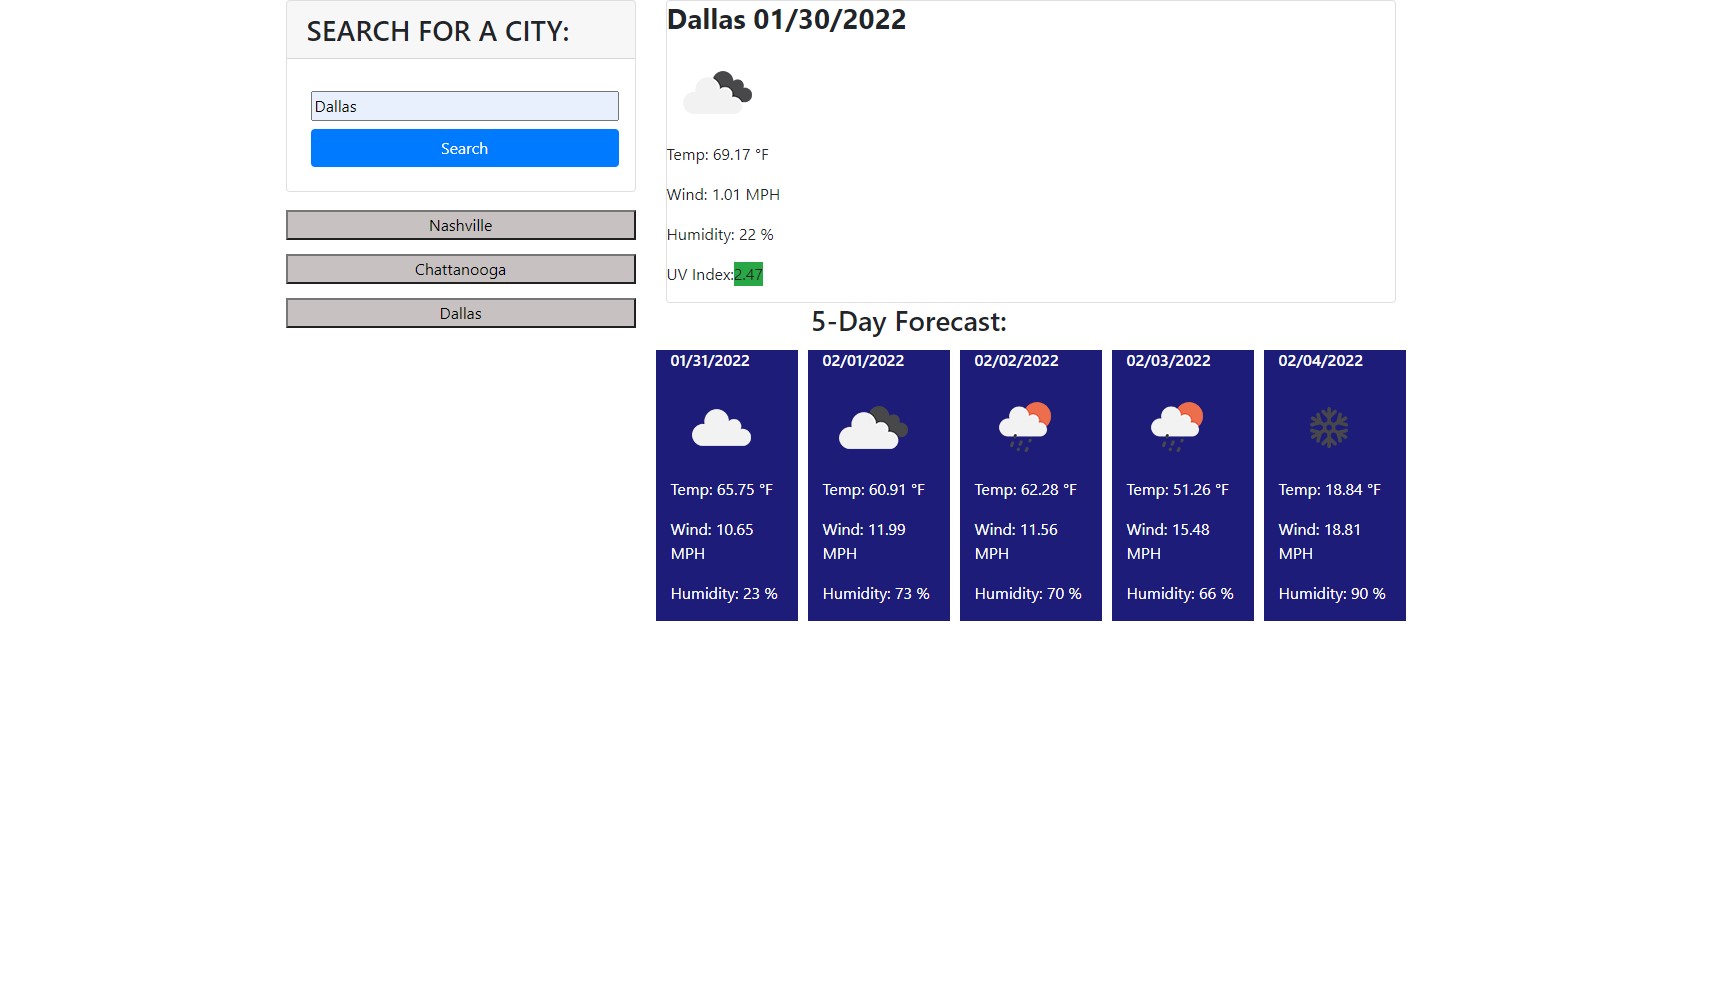 SEARCH FOR A CITY:
Dallas
Search
Nashville
Chattanooga
Dallas
Dallas 01/30/2022
Temp: 69.17 °F
Wind: 1.01 MPH
Humidity: 22 %
UV Index:2.47
5-Day Forecast:
01/31/2022
Temp: 65.75 °F
Wind: 10.65
MPH
Humidity: 23 %
02/01/2022
Temp: 60.91 °F
Wind: 11.99
MPH
Humidity: 73 %
02/02/2022
Temp: 62.28 °F
Wind: 11.56
MPH
Humidity: 70 %
02/03/2022
Temp: 51.26 °F
Wind: 15.48
MPH
Humidity: 66 %
02/04/2022
Temp: 18.84 °F
Wind: 18.81
MPH
Humidity: 90 %